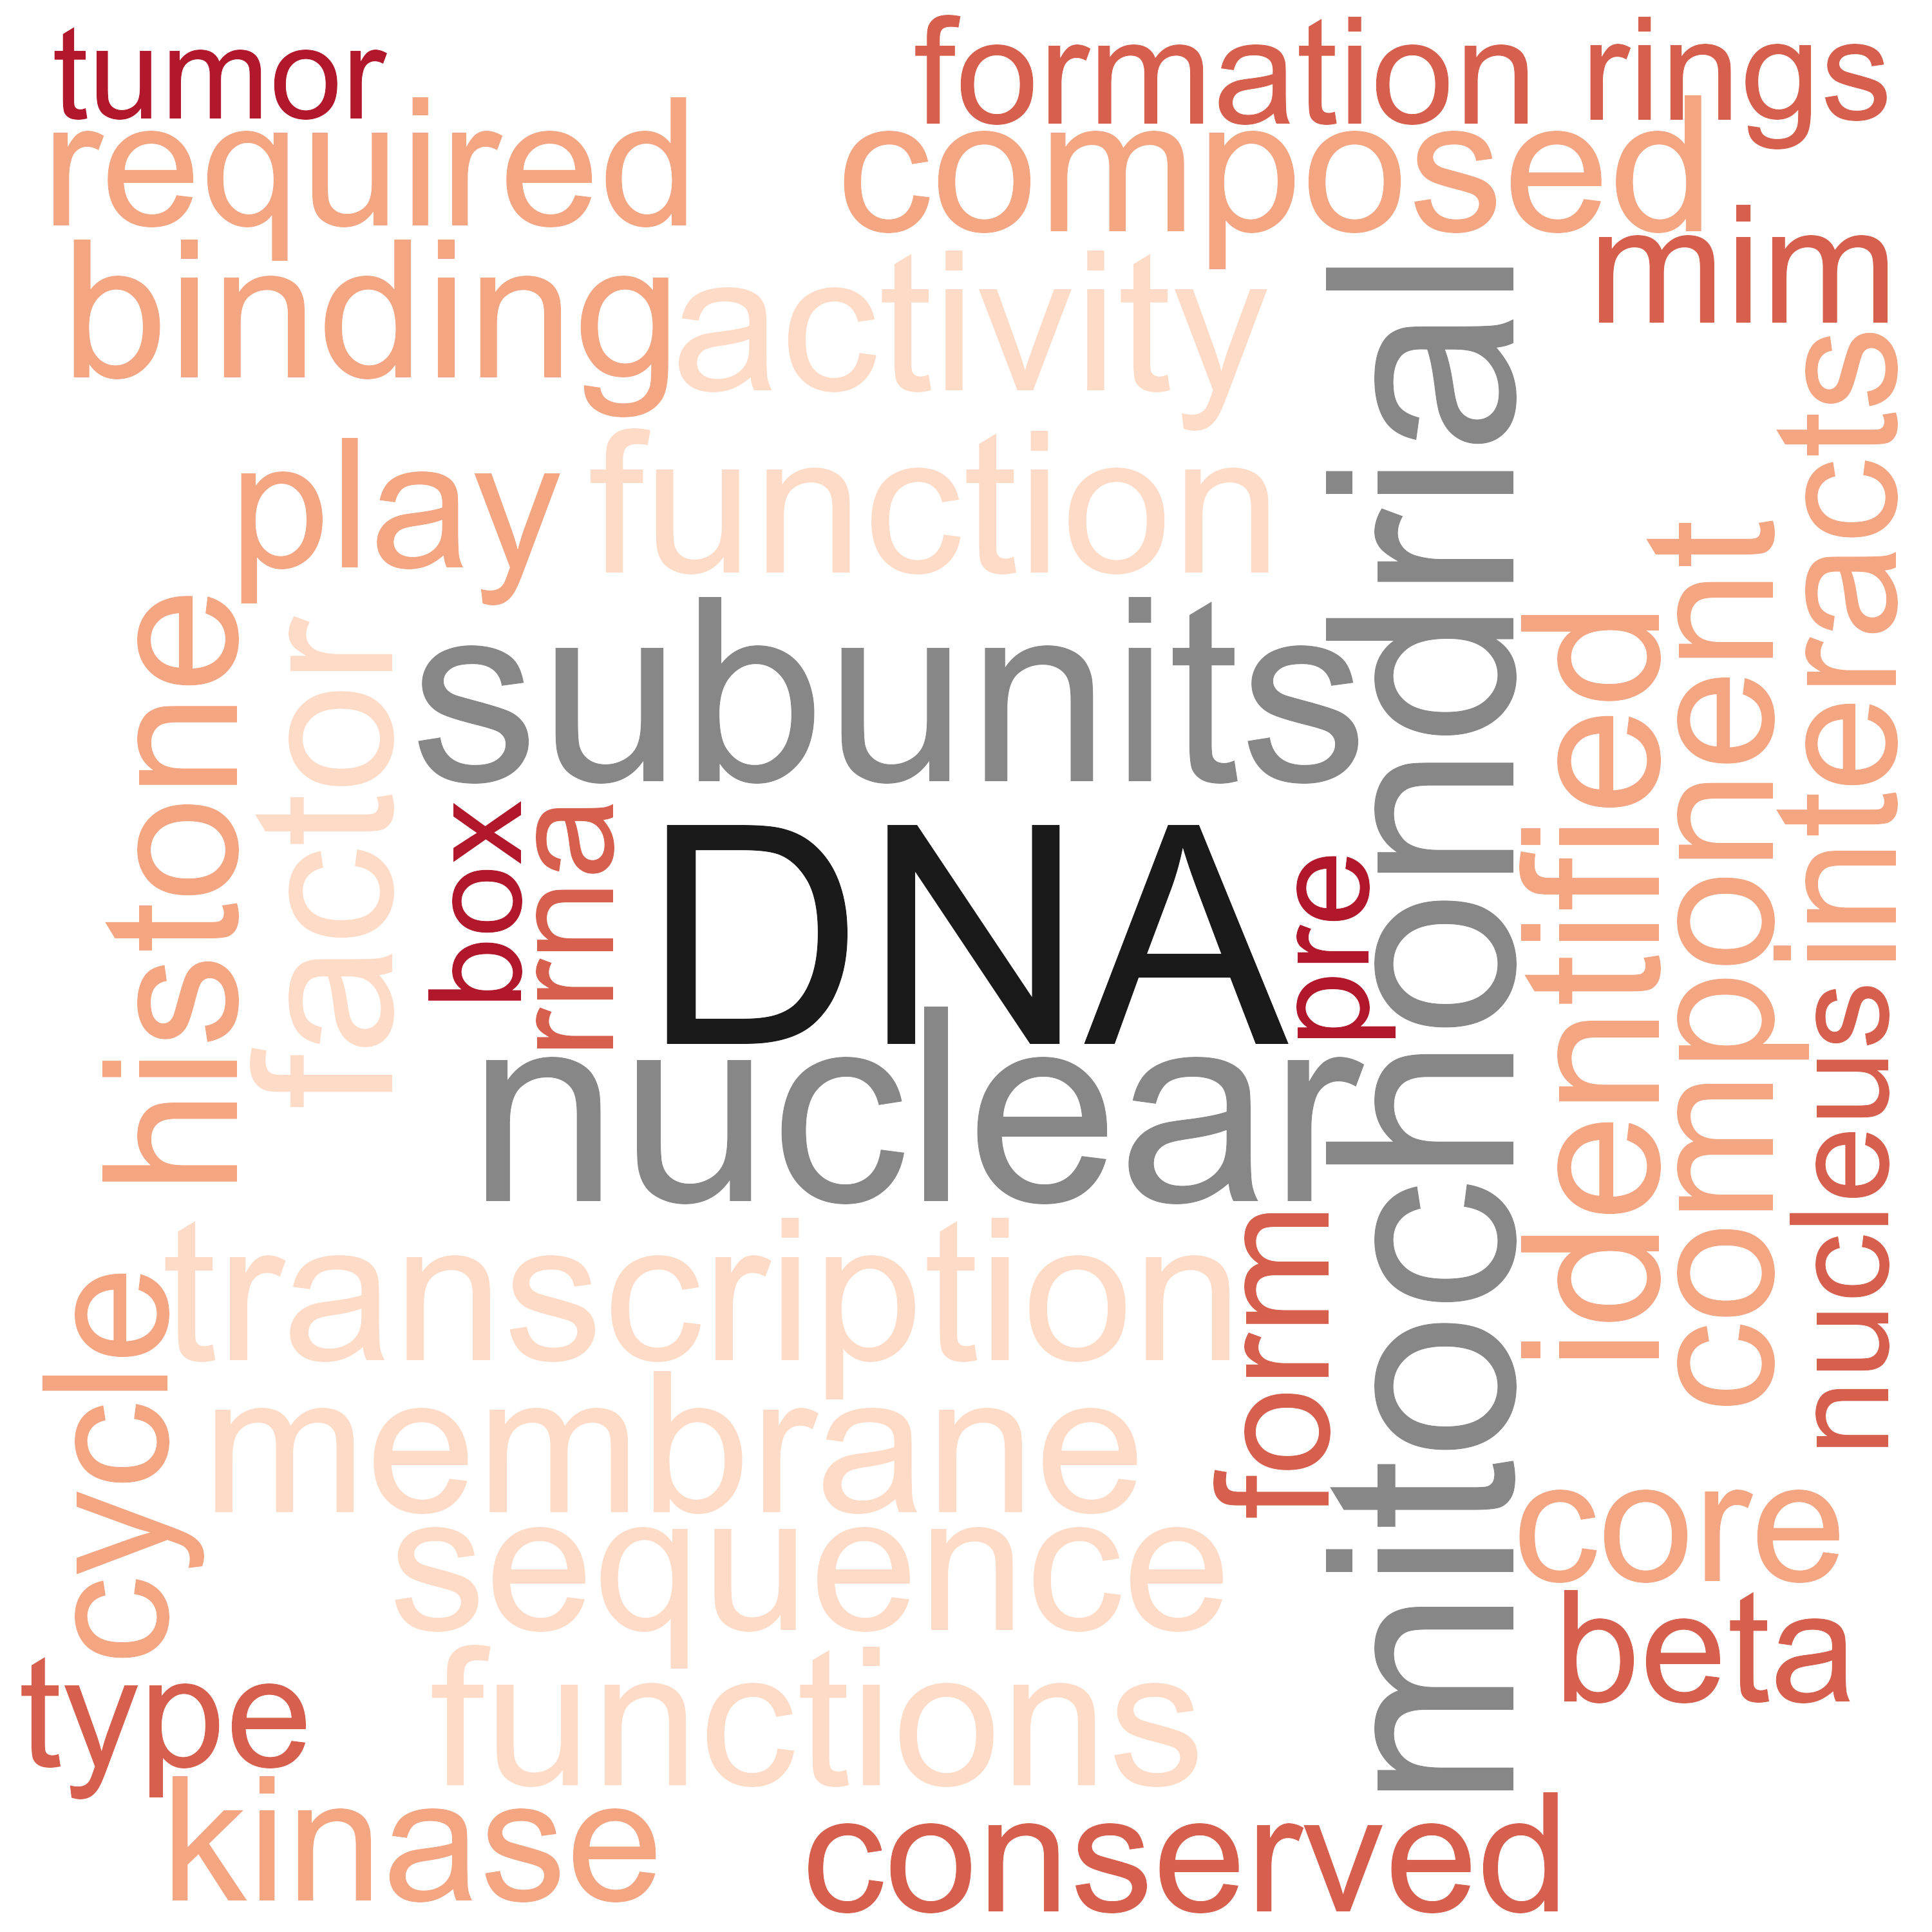 tumor
formation rings
required composed
mim
binding activity
play function
mitochondrial
interacts
component
identified
histone
factor
subunits
box
rrna
DNA
pre
nuclear
nucleus
transcription
form
cycle
membrane
core
sequence
beta
type
functions
kinase
conserved